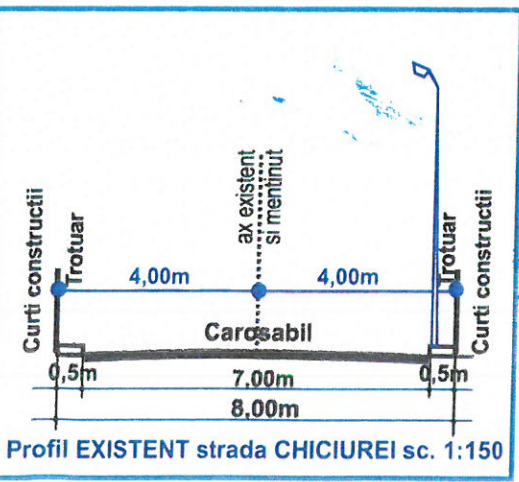 ax existent
si mentinut
Curti constructii
Trotuar
4,00m
4,00m
Trotuar
Curti constructii
Carosabil
0,5m
7,00m
0,5m
8,00m
Profil EXISTENT strada CHICIUREI sc. 1:150